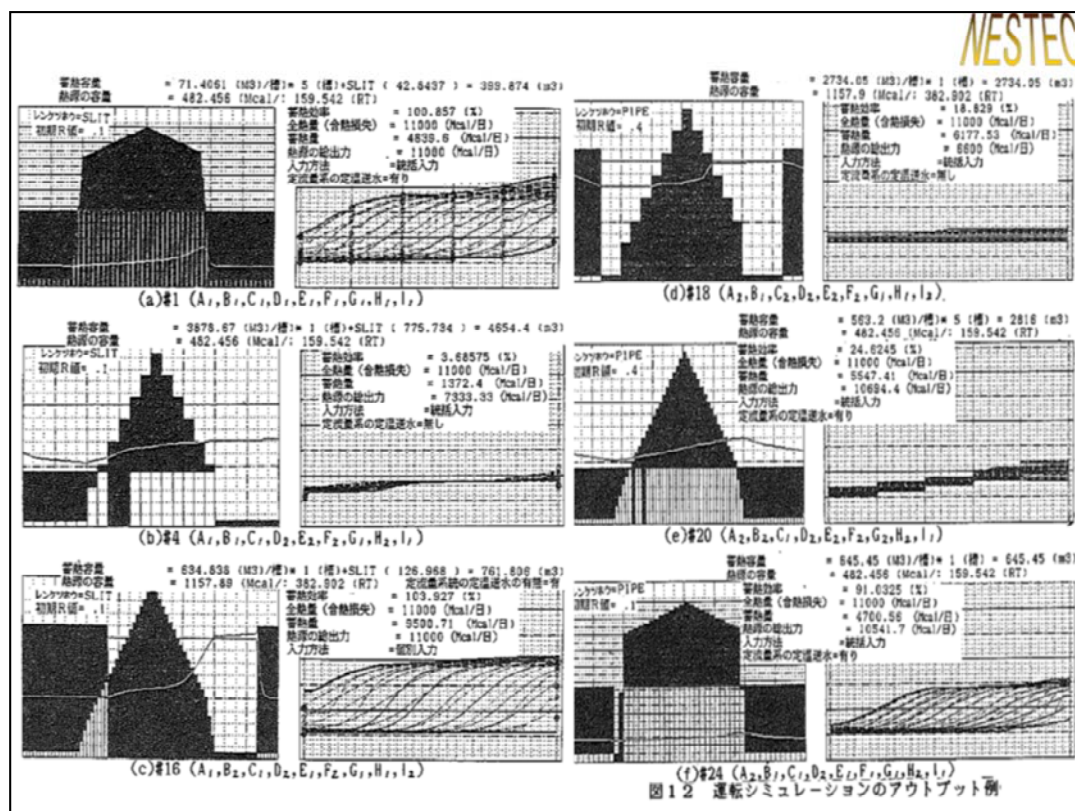 NESTEC
蓄熱容量 = 71.4061 (M3)/槽)* 5 (槽)+SLIT ( 42.8437 ) = 399.874 (m3)
熱源の容量 = 482.456 (Mcal/: 159.542 (RT)
レンケツホウ=SLIT
初期R値= .1
蓄熱効率 = 100.857 (%)
全熱量(含熱損失) = 11000 (Mcal/日)
蓄熱量 = 4839.6 (Mcal/日)
熱源の総出力 = 11000 (Mcal/日)
入力方法 =統括入力
定流量系の定温送水=有り
(a)#1 (A₁,B₁,C₁,D₁,E₁,F₁,G₁,H₁,I₁)
蓄熱容量 = 2734.05 (M3)/槽)* 1 (槽) = 2734.05 (m3)
熱源の容量 = 1157.9 (Mcal/: 382.902 (RT)
レンケツホウ=PIPE
初期R値= .4
蓄熱効率 = 18.829 (%)
全熱量(含熱損失) = 11000 (Mcal/日)
蓄熱量 = 6177.53 (Mcal/日)
熱源の総出力 = 6600 (Mcal/日)
入力方法 =統括入力
定流量系の定温送水=無し
(d)#18 (A₂,B₁,C₂,D₂,E₂,F₂,G₁,H₁,I₂)
蓄熱容量 = 3878.67 (M3)/槽)* 1 (槽)+SLIT ( 775.734 ) = 4654.4 (m3)
熱源の容量 = 482.456 (Mcal/: 159.542 (RT)
レンケツホウ=SLIT
初期R値= .1
蓄熱効率 = 3.68575 (%)
全熱量(含熱損失) = 11000 (Mcal/日)
蓄熱量 = 1372.4 (Mcal/日)
熱源の総出力 = 7333.33 (Mcal/日)
入力方法 =統括入力
定流量系の定温送水=無し
(b)#4 (A₁,B₁,C₁,D₂,E₂,F₂,G₁,H₂,I₁)
蓄熱容量 = 563.2 (M3)/槽)* 5 (槽) = 2816 (m3)
熱源の容量 = 482.456 (Mcal/: 159.542 (RT)
レンケツホウ=PIPE
初期R値= .4
蓄熱効率 = 24.6245 (%)
全熱量(含熱損失) = 11000 (Mcal/日)
蓄熱量 = 5547.41 (Mcal/日)
熱源の総出力 = 10694.4 (Mcal/日)
入力方法 =統括入力
定流量系の定温送水=有り
(e)#20 (A₂,B₂,C₁,D₂,E₂,F₂,G₂,H₂,I₁)
蓄熱容量 = 634.838 (M3)/槽)* 1 (槽)+SLIT ( 126.968 ) = 761.806 (m3)
熱源の容量 = 1157.89 (Mcal/: 382.902 (RT)
定流量系統の定温送水の有無=有
レンケツホウ=SLIT
初期R値= .1
蓄熱効率 = 103.927 (%)
全熱量(含熱損失) = 11000 (Mcal/日)
蓄熱量 = 9500.71 (Mcal/日)
熱源の総出力 = 11000 (Mcal/日)
入力方法 =個別入力
(c)#16 (A₁,B₂,C₁,D₂,E₁,F₂,G₁,H₁,I₂)
蓄熱容量 = 645.45 (M3)/槽)* 1 (槽) = 645.45 (m3)
熱源の容量 = 482.456 (Mcal/: 159.542 (RT)
レンケツホウ=PIPE
初期R値= .1
蓄熱効率 = 91.0325 (%)
全熱量(含熱損失) = 11000 (Mcal/日)
蓄熱量 = 4700.56 (Mcal/日)
熱源の総出力 = 10541.7 (Mcal/日)
入力方法 =統括入力
定流量系の定温送水=有り
(f)#24 (A₂,B₁,C₁,D₂,E₁,F₁,G₁,H₂,I₁)
図12 運転シミュレーションのアウトプット例